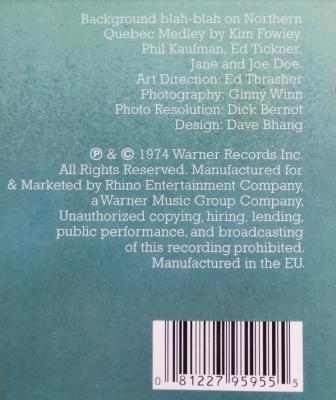 Background blah-blah on Northern
Quebec Medley by Kim Fowley,
Phil Kaufman, Ed Tickner,
Jane and Joe Doe.
Art Direction: Ed Thrasher
Photography: Ginny Winn
Photo Resolution: Dick Bernot
Design: Dave Bhang
℗ & © 1974 Warner Records Inc.
All Rights Reserved. Manufactured for
& Marketed by Rhino Entertainment Company,
a Warner Music Group Company,
Unauthorized copying, hiring, lending,
public performance, and broadcasting
of this recording prohibited.
Manufactured in the EU.
0 81227 95955 5